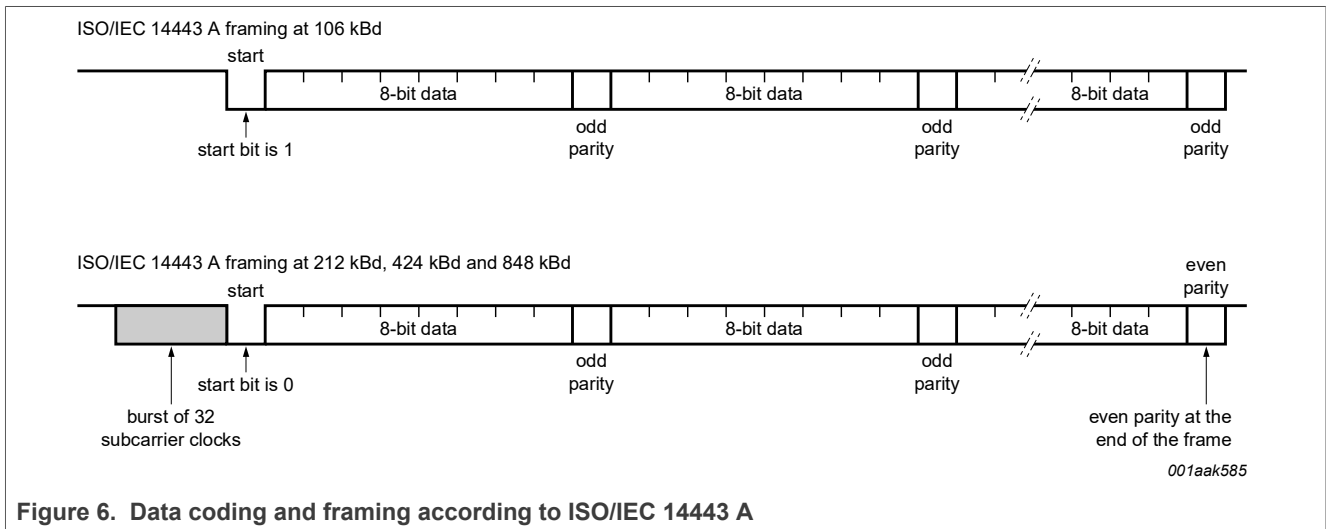 ISO/IEC 14443 A framing at 106 kBd
start
8-bit data
8-bit data
8-bit data
odd
parity
odd
parity
odd
parity
start bit is 1
ISO/IEC 14443 A framing at 212 kBd, 424 kBd and 848 kBd
even
parity
start
8-bit data
8-bit data
8-bit data
odd
parity
odd
parity
start bit is 0
burst of 32
subcarrier clocks
even parity at the
end of the frame
001aak585
Figure 6. Data coding and framing according to ISO/IEC 14443 A